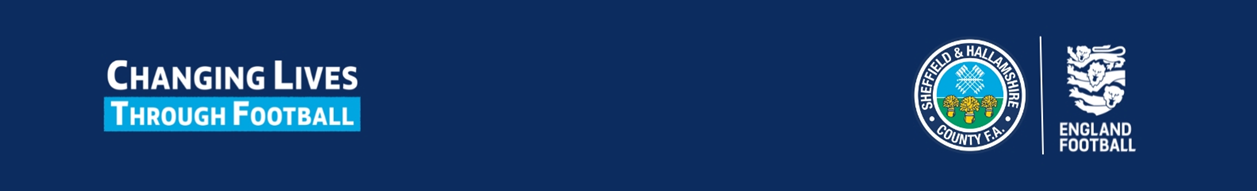 CHANGING LIVES
THROUGH FOOTBALL
SHEFFIELD & HALLAMSHIRE
COUNTY F.A.
ENGLAND
FOOTBALL